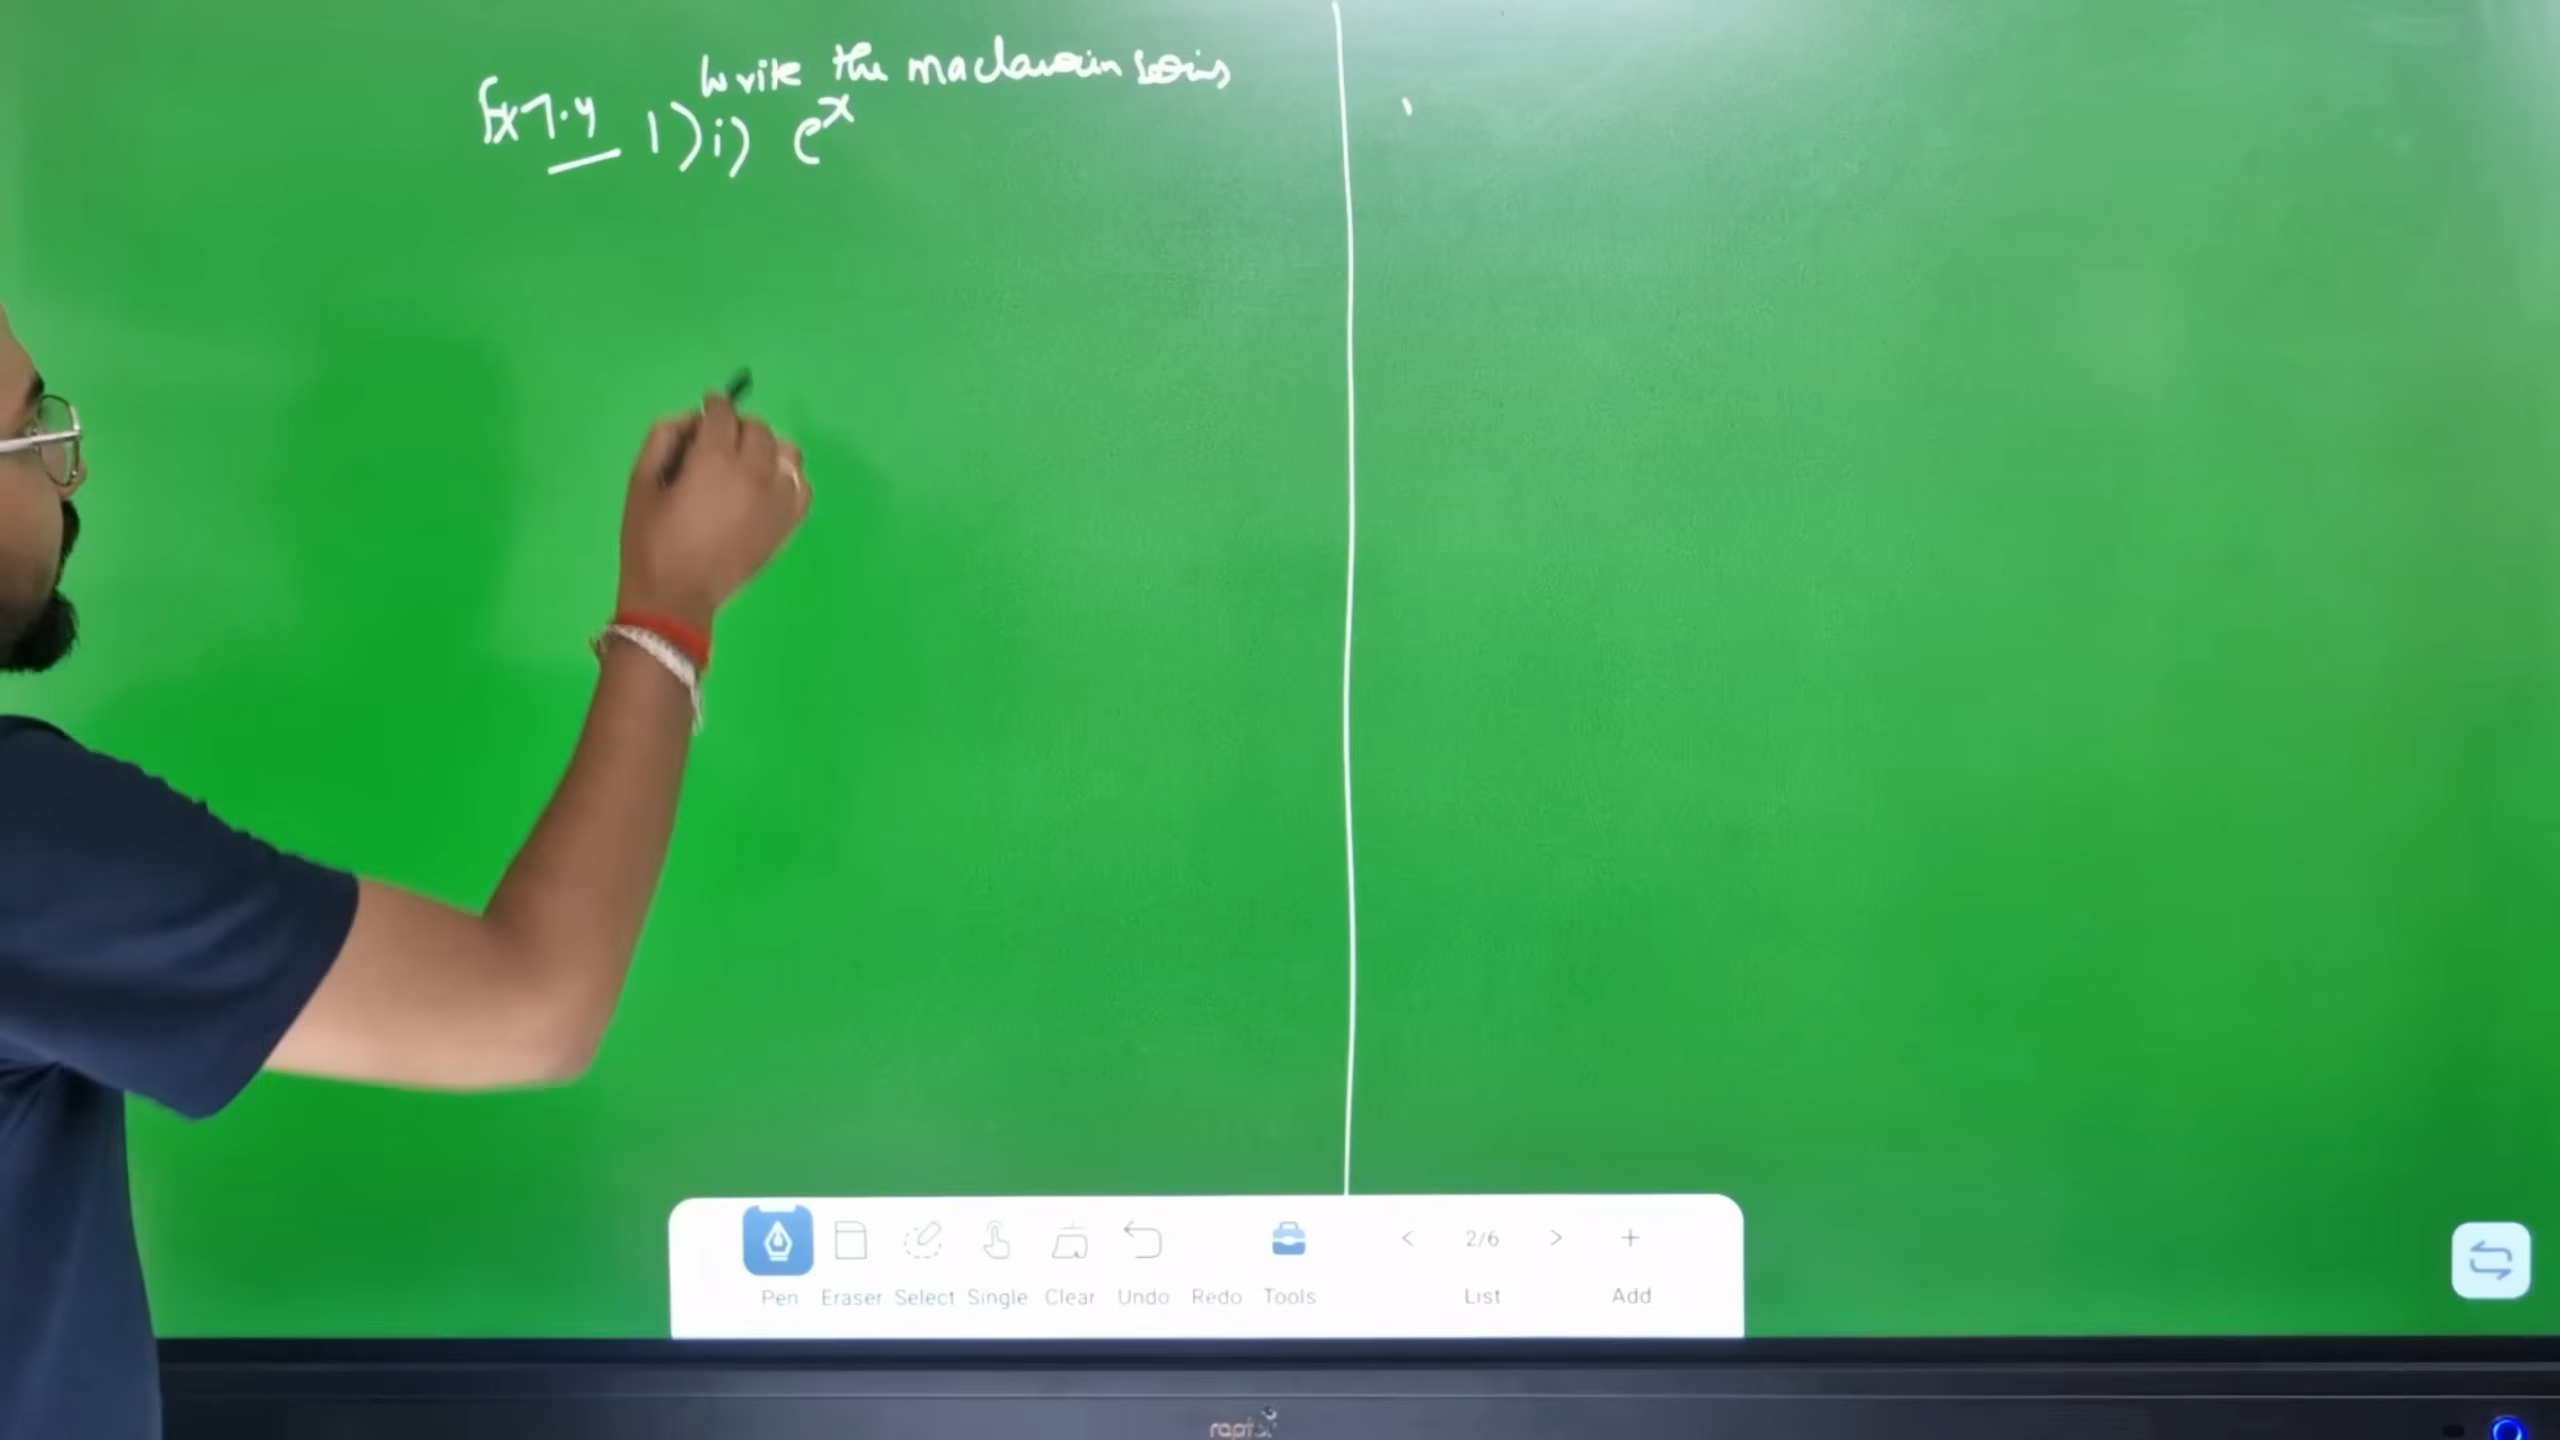 Write the maclaurin series
Ex 7.4 1) i) e^x
Pen Eraser Select Single Clear Undo Redo Tools
< 2/6 > +
List Add